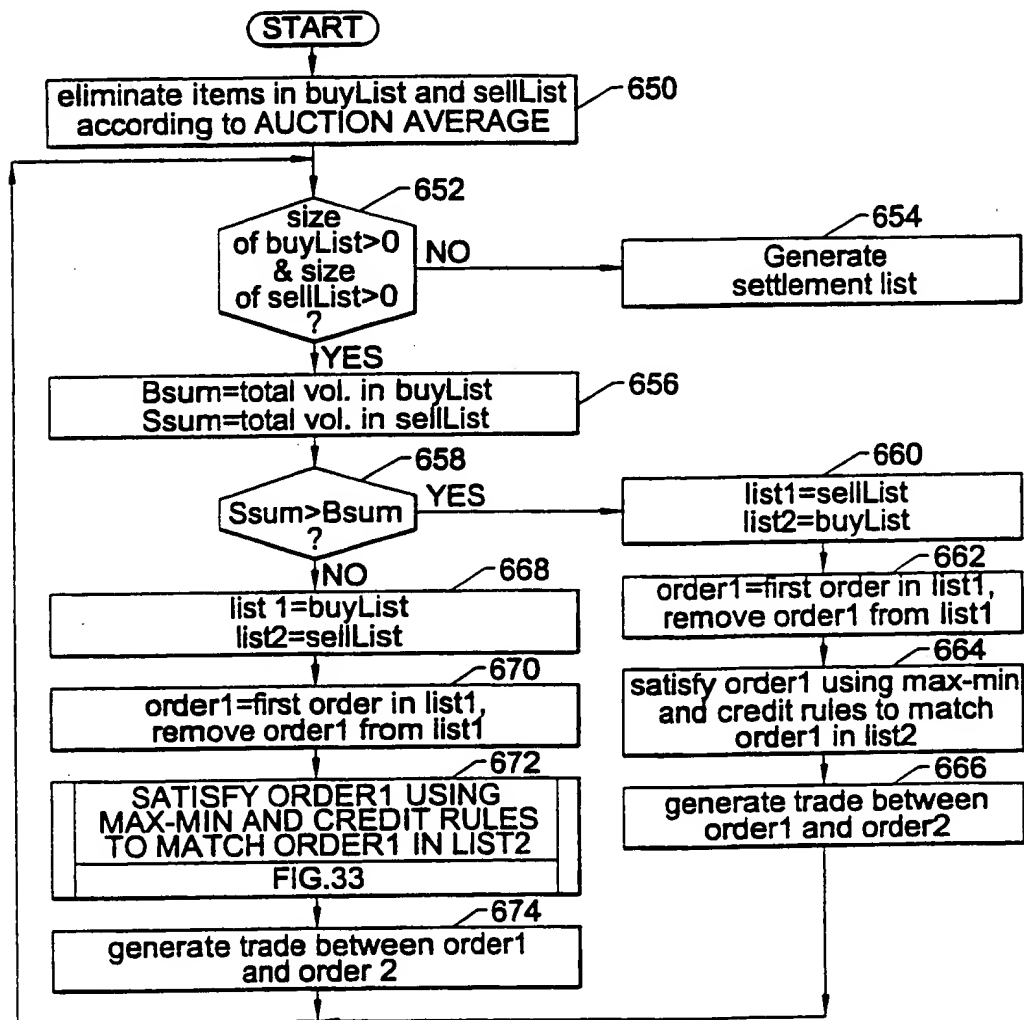 START
eliminate items in buyList and sellList
according to AUCTION AVERAGE
650
652
size
of buyList>0
& size
of sellList>0
?
NO
654
Generate
settlement list
YES
Bsum=total vol. in buyList
Ssum=total vol. in sellList
656
658
Ssum>Bsum
?
YES
660
list1=sellList
list2=buyList
NO
668
list 1=buyList
list2=sellList
662
order1=first order in list1,
remove order1 from list1
670
order1=first order in list1,
remove order1 from list1
664
satisfy order1 using max-min
and credit rules to match
order1 in list2
672
SATISFY ORDER1 USING
MAX-MIN AND CREDIT RULES
TO MATCH ORDER1 IN LIST2
FIG.33
666
generate trade between
order1 and order2
674
generate trade between order1
and order 2